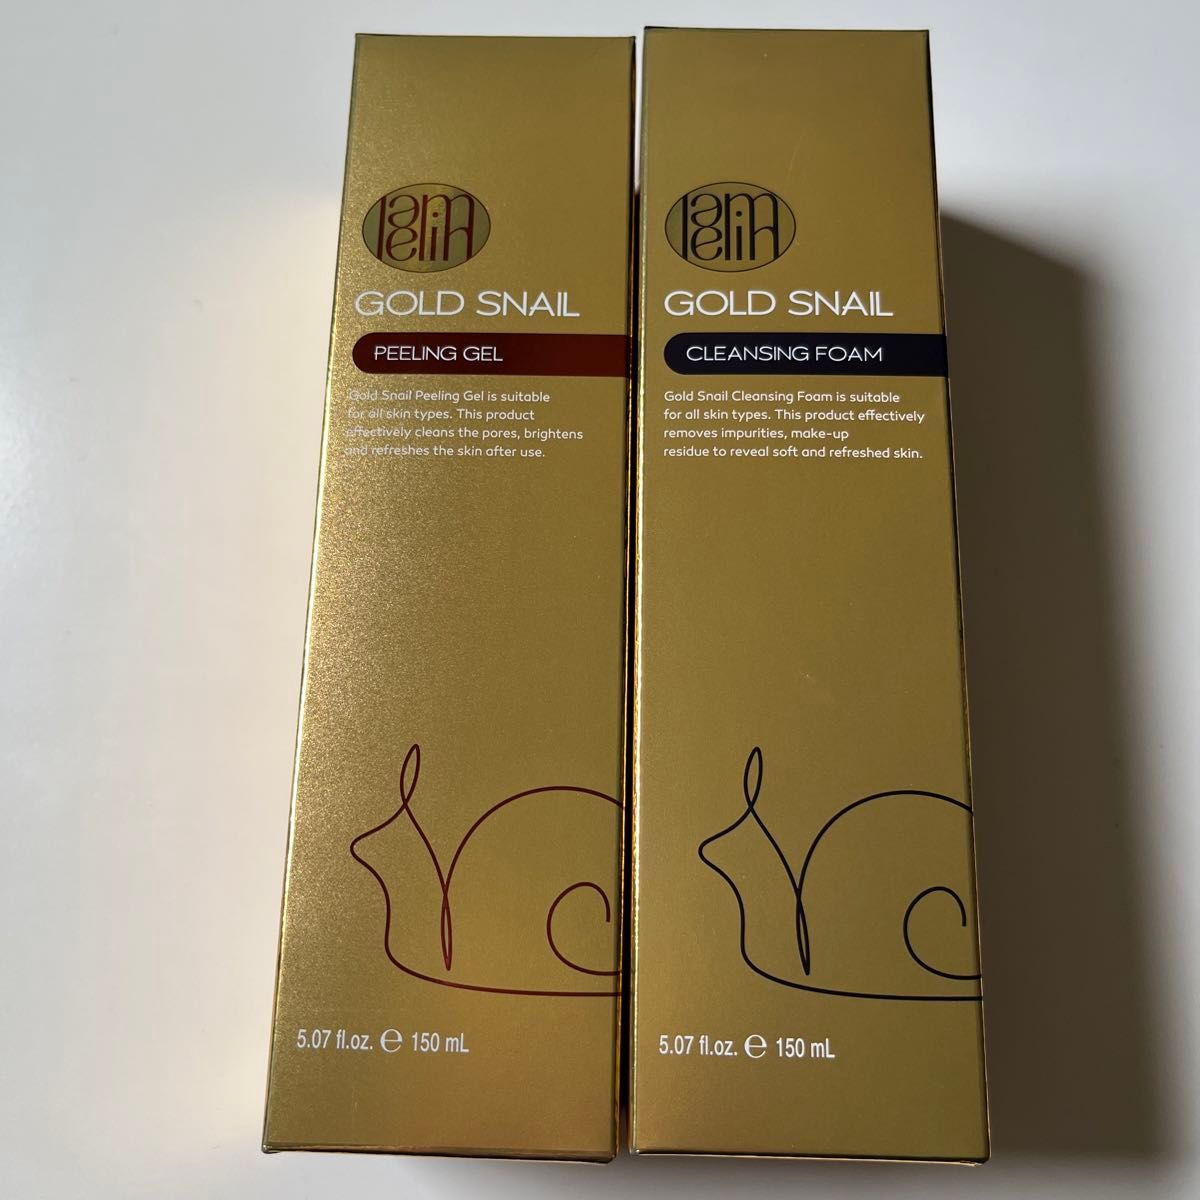 lamelin
GOLD SNAIL
PEELING GEL
Gold Snail Peeling Gel is suitable
for all skin types. This product
effectively cleans the pores, brightens
and refreshes the skin after use.
5.07 fl.oz. ℮ 150 mL
lamelin
GOLD SNAIL
CLEANSING FOAM
Gold Snail Cleansing Foam is suitable
for all skin types. This product effectively
removes impurities, make-up
residue to reveal soft and refreshed skin.
5.07 fl.oz. ℮ 150 mL